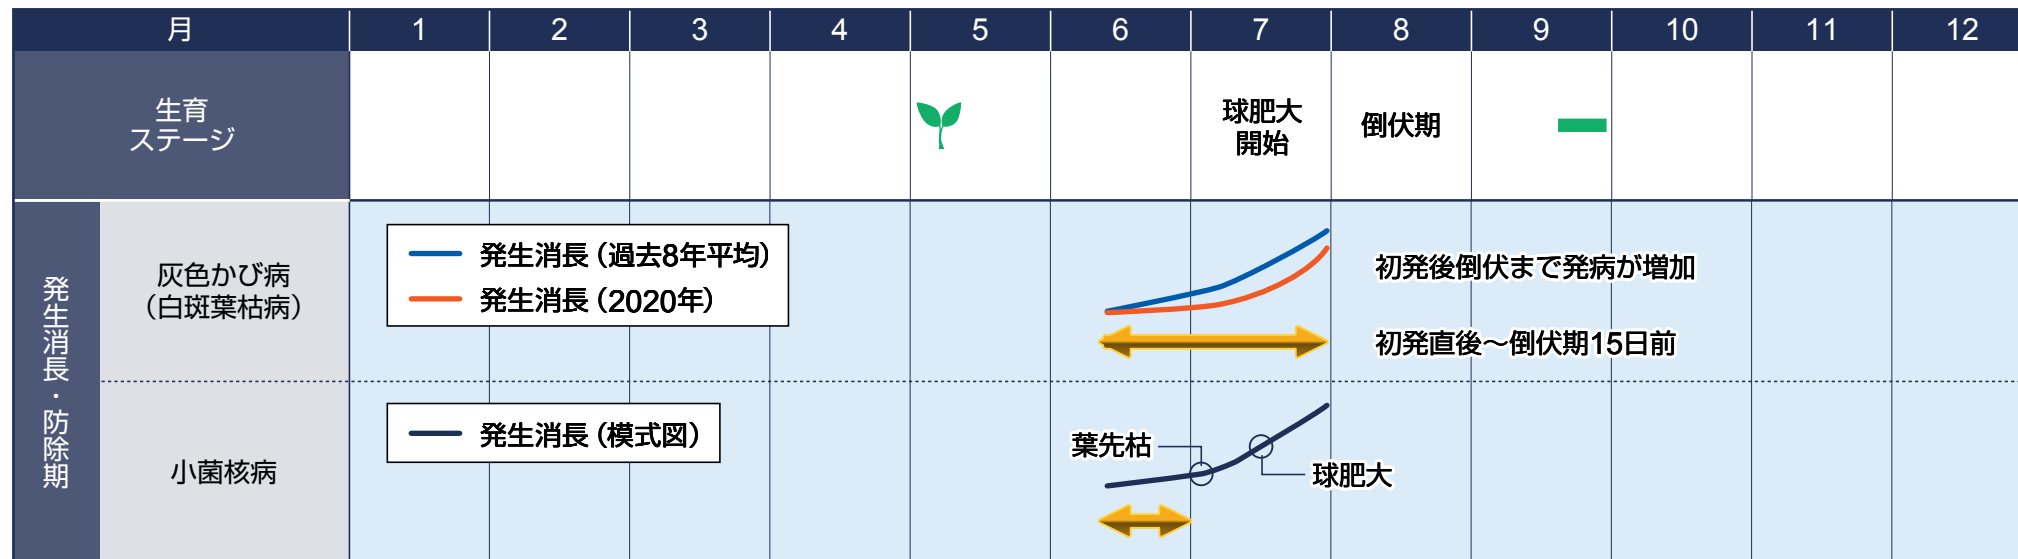 月 1 2 3 4 5 6 7 8 9 10 11 12
生育
ステージ
球肥大
開始
倒伏期
発生消長・防除期
灰色かび病
（白斑葉枯病）
発生消長（過去8年平均）
発生消長（2020年）
初発後倒伏まで発病が増加
初発直後～倒伏期15日前
小菌核病
発生消長（模式図）
葉先枯
球肥大